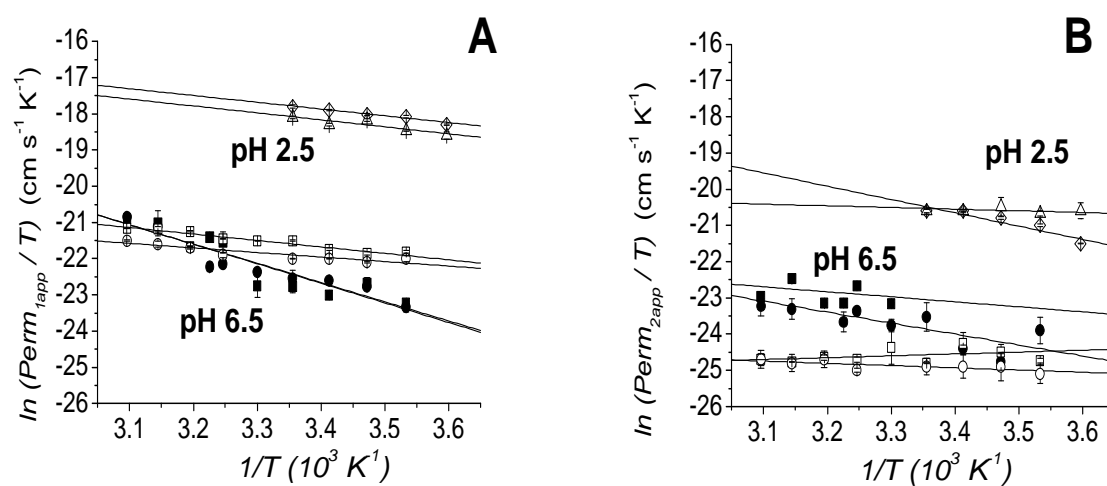 A
ln (Perm1app / T) (cm s-1 K-1)
-16
-17
-18
-19
-20
-21
-22
-23
-24
-25
-26
pH 2.5
pH 6.5
3.1 3.2 3.3 3.4 3.5 3.6
1/T (10³ K¹)
B
ln (Perm2app / T) (cm s-1 K-1)
-16
-17
-18
-19
-20
-21
-22
-23
-24
-25
-26
pH 2.5
pH 6.5
3.1 3.2 3.3 3.4 3.5 3.6
1/T (10³ K¹)